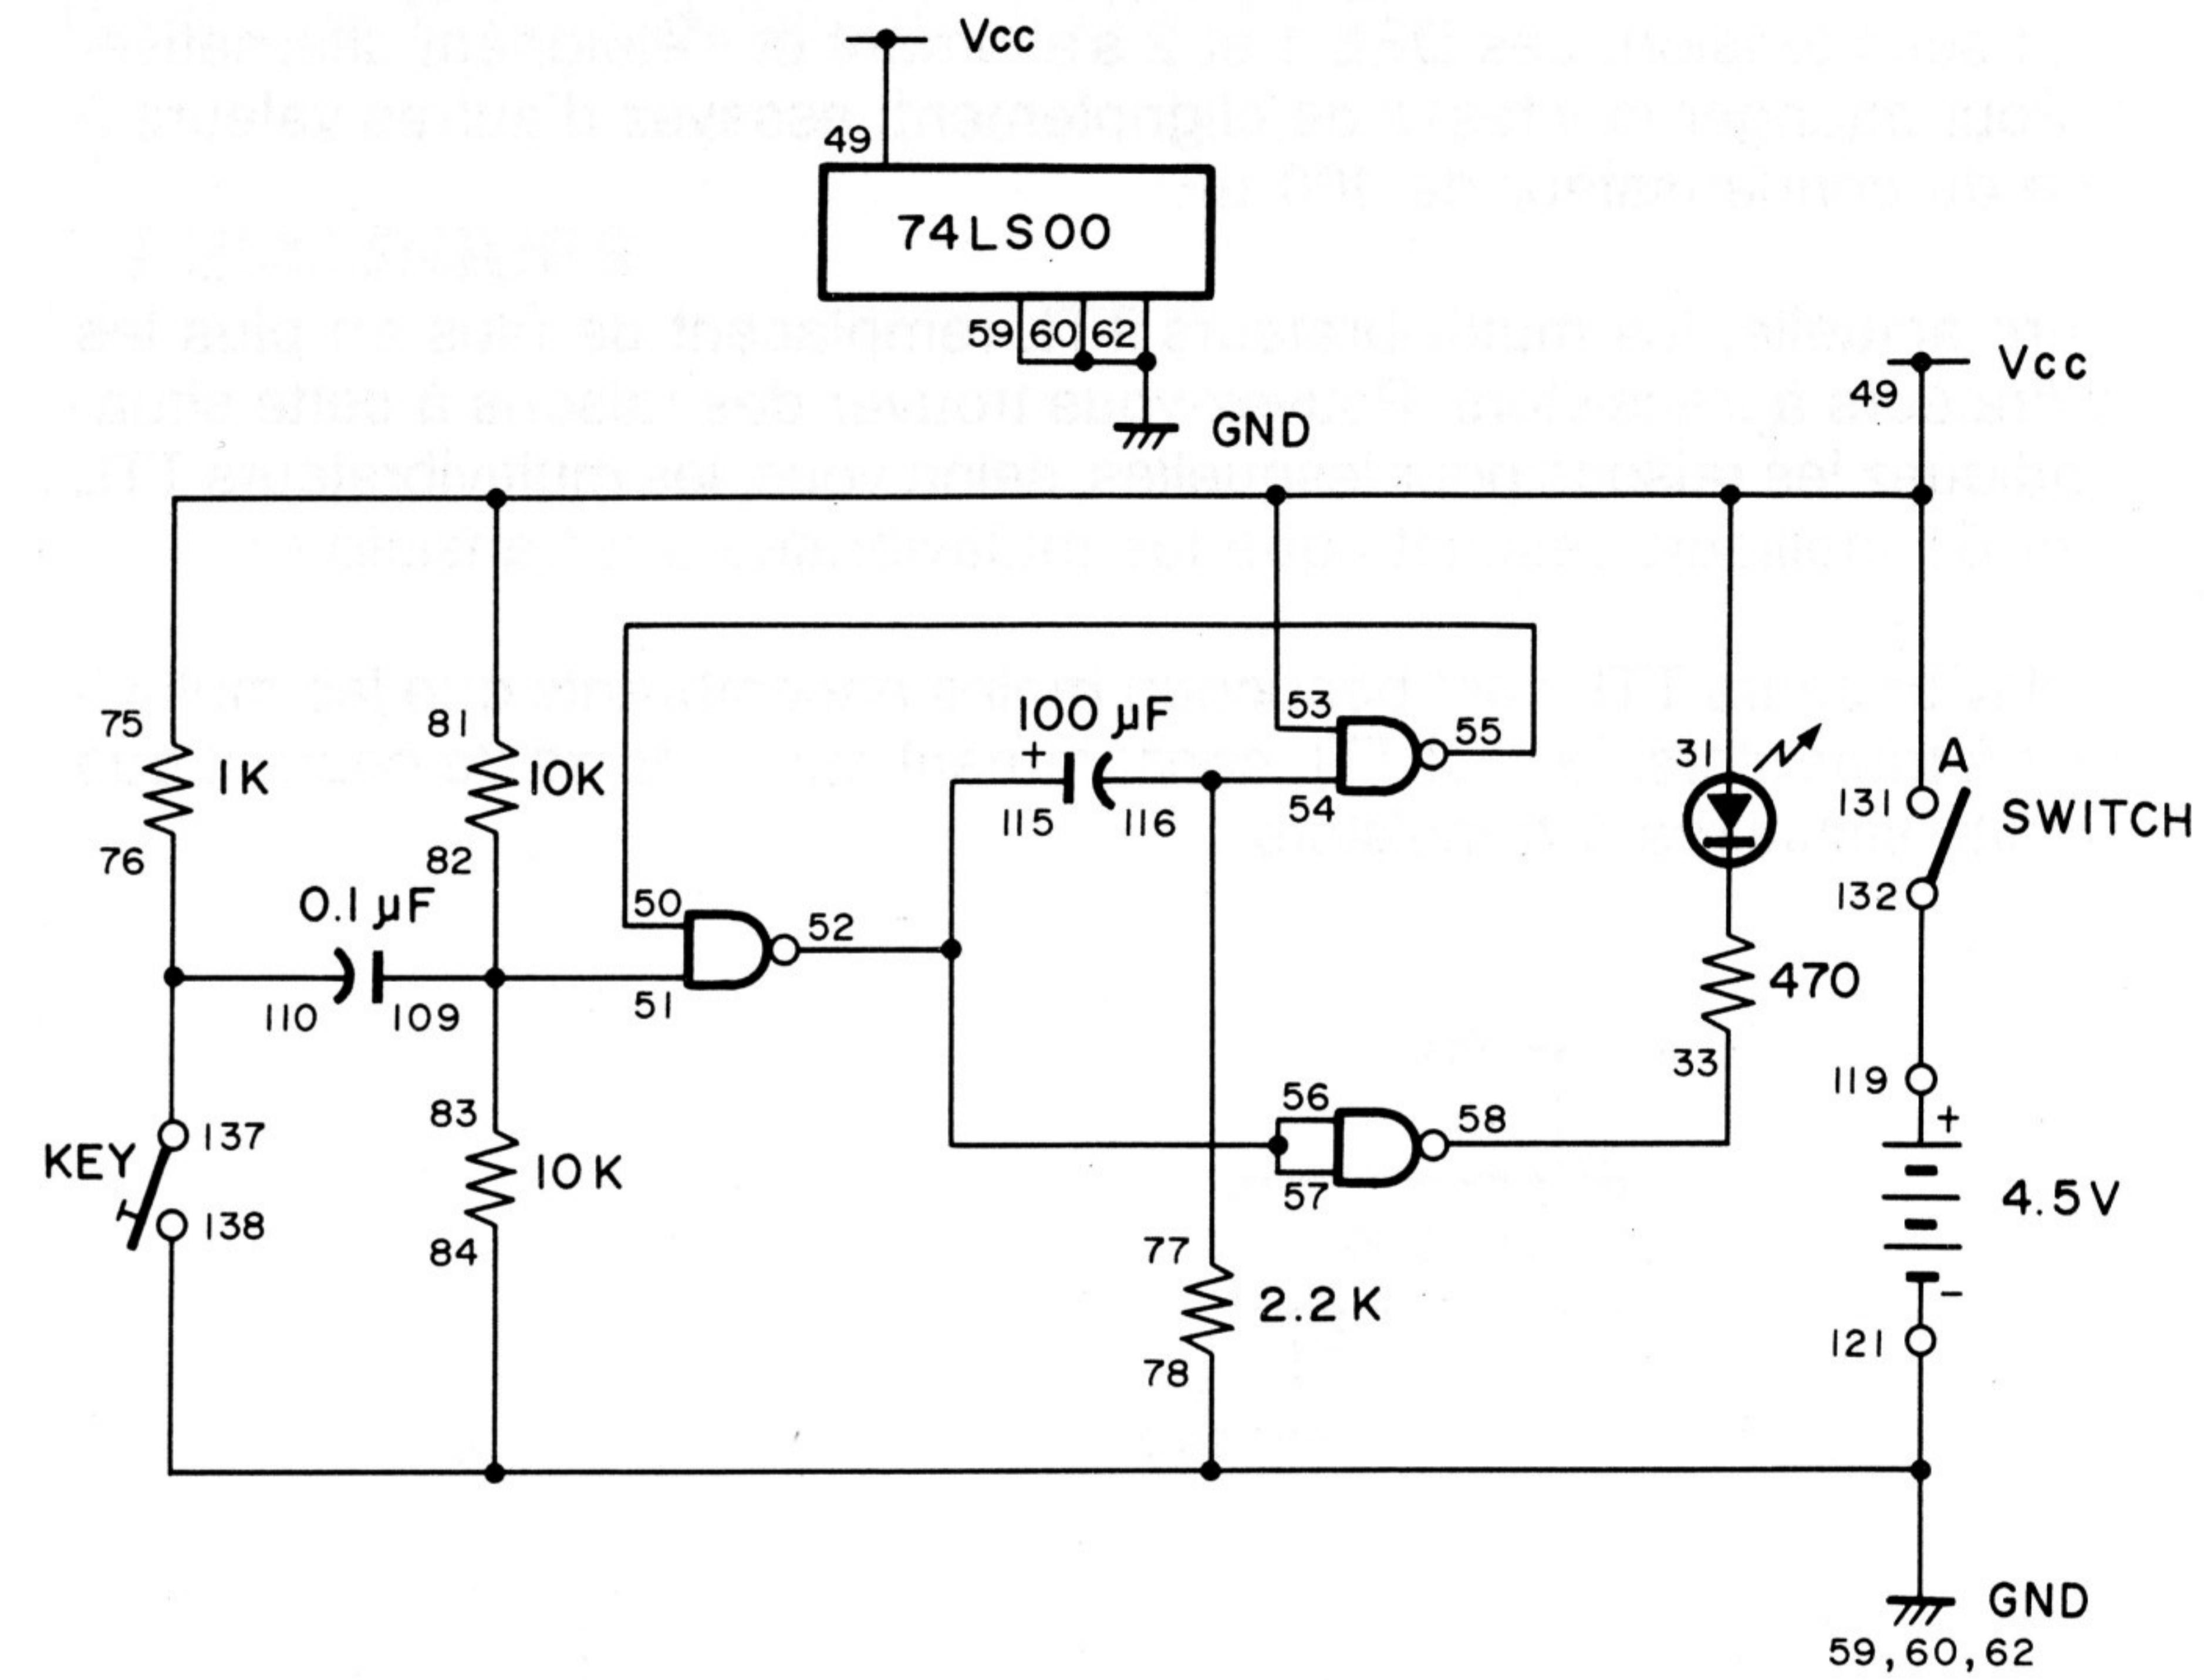 Vcc
49
74LS00
59 60 62
GND
Vcc
49
75
1K
76
81
10K
82
0.1 µF
110 109
100 µF
+
115 116
53
54
55
50
51
52
31
470
33
A
131
SWITCH
132
119
+
4.5V
−
121
KEY
137
138
83
10K
84
56
57
58
77
2.2K
78
GND
59,60,62